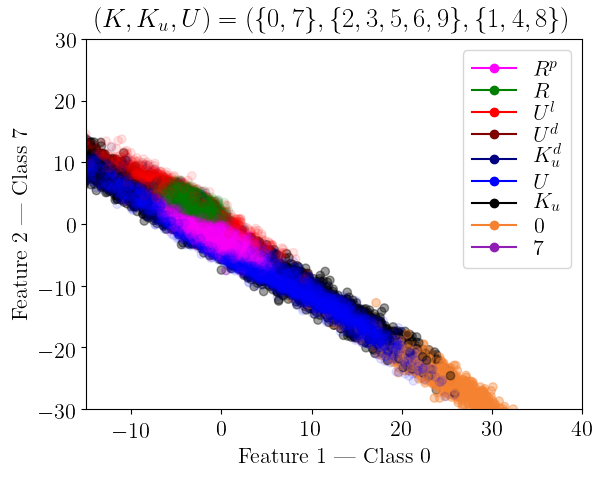 (K, K_u, U) = ({0, 7}, {2, 3, 5, 6, 9}, {1, 4, 8})
30
20
10
0
−10
−20
−30
−10
0
10
20
30
40
Feature 2 — Class 7
Feature 1 — Class 0
R^p
R
U^l
U^d
K_u^d
U
K_u
0
7